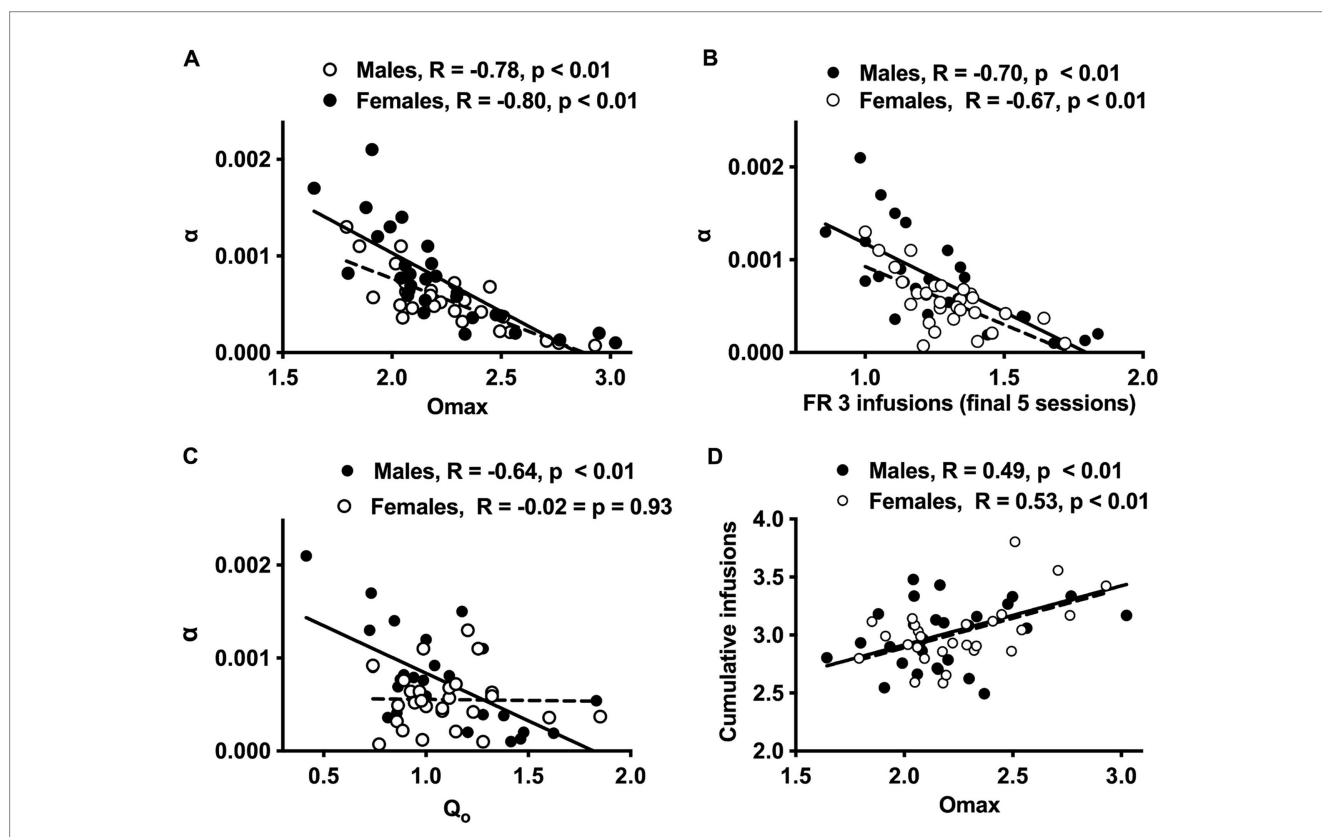 A
Males, R = -0.78, p < 0.01
Females, R = -0.80, p < 0.01
0.002
0.001
0.000
α
1.5 2.0 2.5 3.0
Omax
B
Males, R = -0.70, p < 0.01
Females, R = -0.67, p < 0.01
0.002
0.001
0.000
α
1.0 1.5 2.0
FR 3 infusions (final 5 sessions)
C
Males, R = -0.64, p < 0.01
Females, R = -0.02 = p = 0.93
0.002
0.001
0.000
α
0.5 1.0 1.5 2.0
Qo
D
Males, R = 0.49, p < 0.01
Females, R = 0.53, p < 0.01
4.0
3.5
3.0
2.5
2.0
Cumulative infusions
1.5 2.0 2.5 3.0
Omax